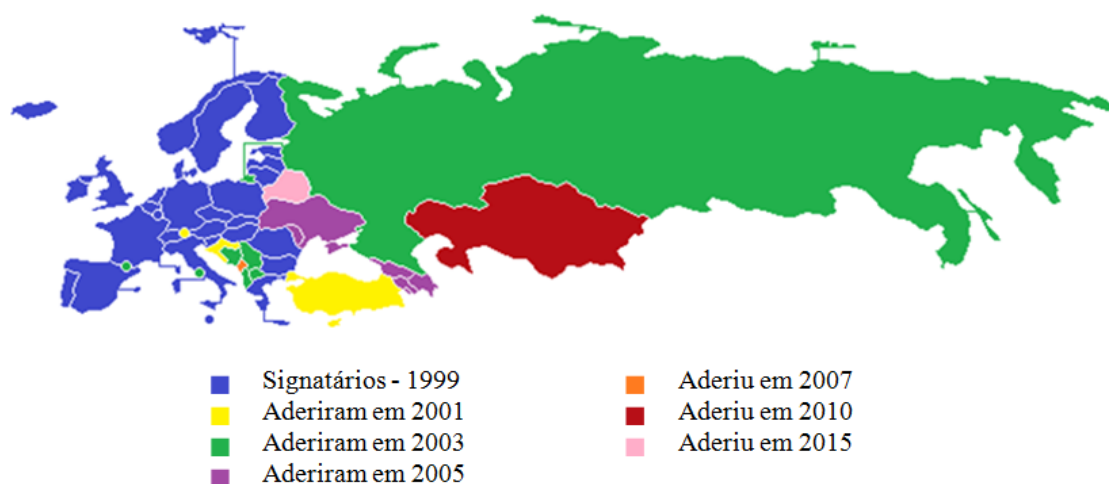 Signatários - 1999
Aderiram em 2001
Aderiram em 2003
Aderiram em 2005
Aderiu em 2007
Aderiu em 2010
Aderiu em 2015